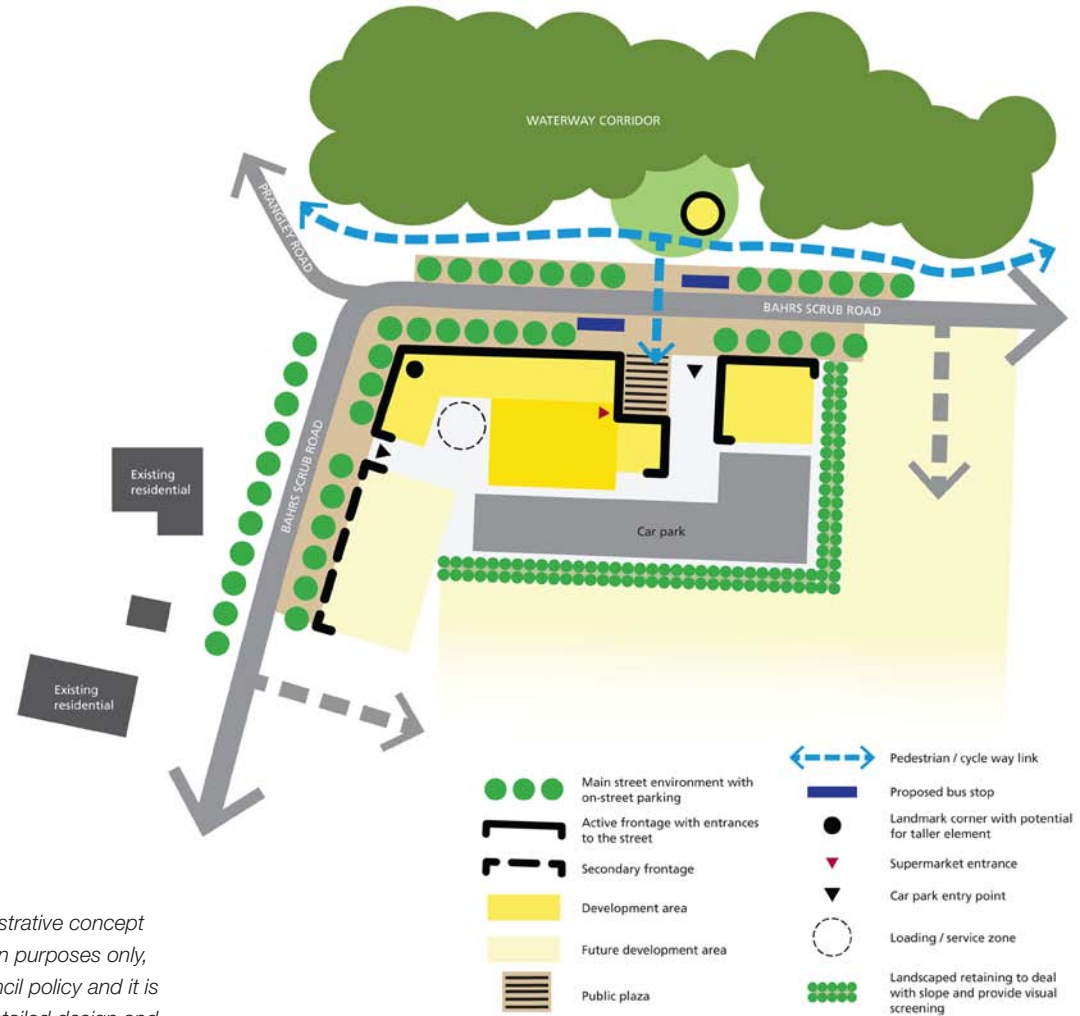 WATERWAY CORRIDOR
PRANGLEY ROAD
BAHRS SCRUB ROAD
BAHRS SCRUB ROAD
Existing
residential
Car park
Existing
residential
Main street environment with
on-street parking
Active frontage with entrances
to the street
Secondary frontage
Development area
Future development area
Public plaza
Pedestrian / cycle way link
Proposed bus stop
Landmark corner with potential
for taller element
Supermarket entrance
Car park entry point
Loading / service zone
Landscaped retaining to deal
with slope and provide visual
screening
strative concept
n purposes only,
cil policy and it is